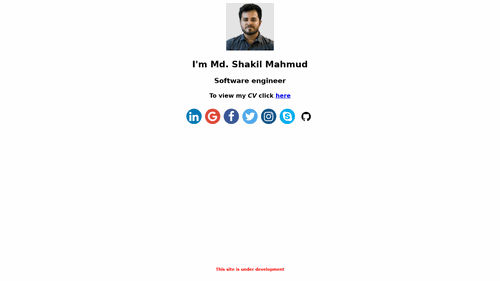 I'm Md. Shakil Mahmud
Software engineer
To view my CV click here
This site is under development